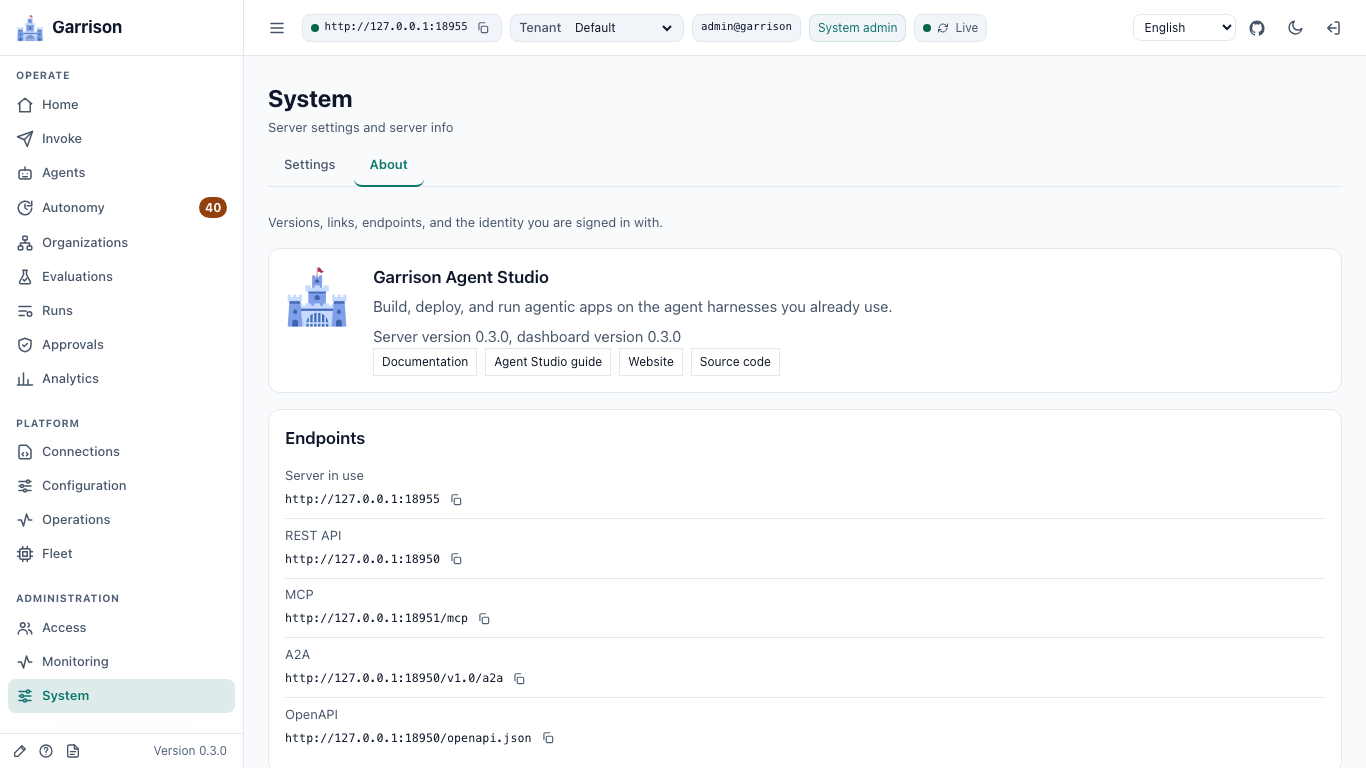 Garrison
http://127.0.0.1:18955
Tenant Default
admin@garrison
System admin
Live
English
OPERATE
Home
Invoke
Agents
Autonomy 40
Organizations
Evaluations
Runs
Approvals
Analytics
PLATFORM
Connections
Configuration
Operations
Fleet
ADMINISTRATION
Access
Monitoring
System
Version 0.3.0
System
Server settings and server info
Settings About
Versions, links, endpoints, and the identity you are signed in with.
Garrison Agent Studio
Build, deploy, and run agentic apps on the agent harnesses you already use.
Server version 0.3.0, dashboard version 0.3.0
Documentation Agent Studio guide Website Source code
Endpoints
Server in use
http://127.0.0.1:18955
REST API
http://127.0.0.1:18950
MCP
http://127.0.0.1:18951/mcp
A2A
http://127.0.0.1:18950/v1.0/a2a
OpenAPI
http://127.0.0.1:18950/openapi.json